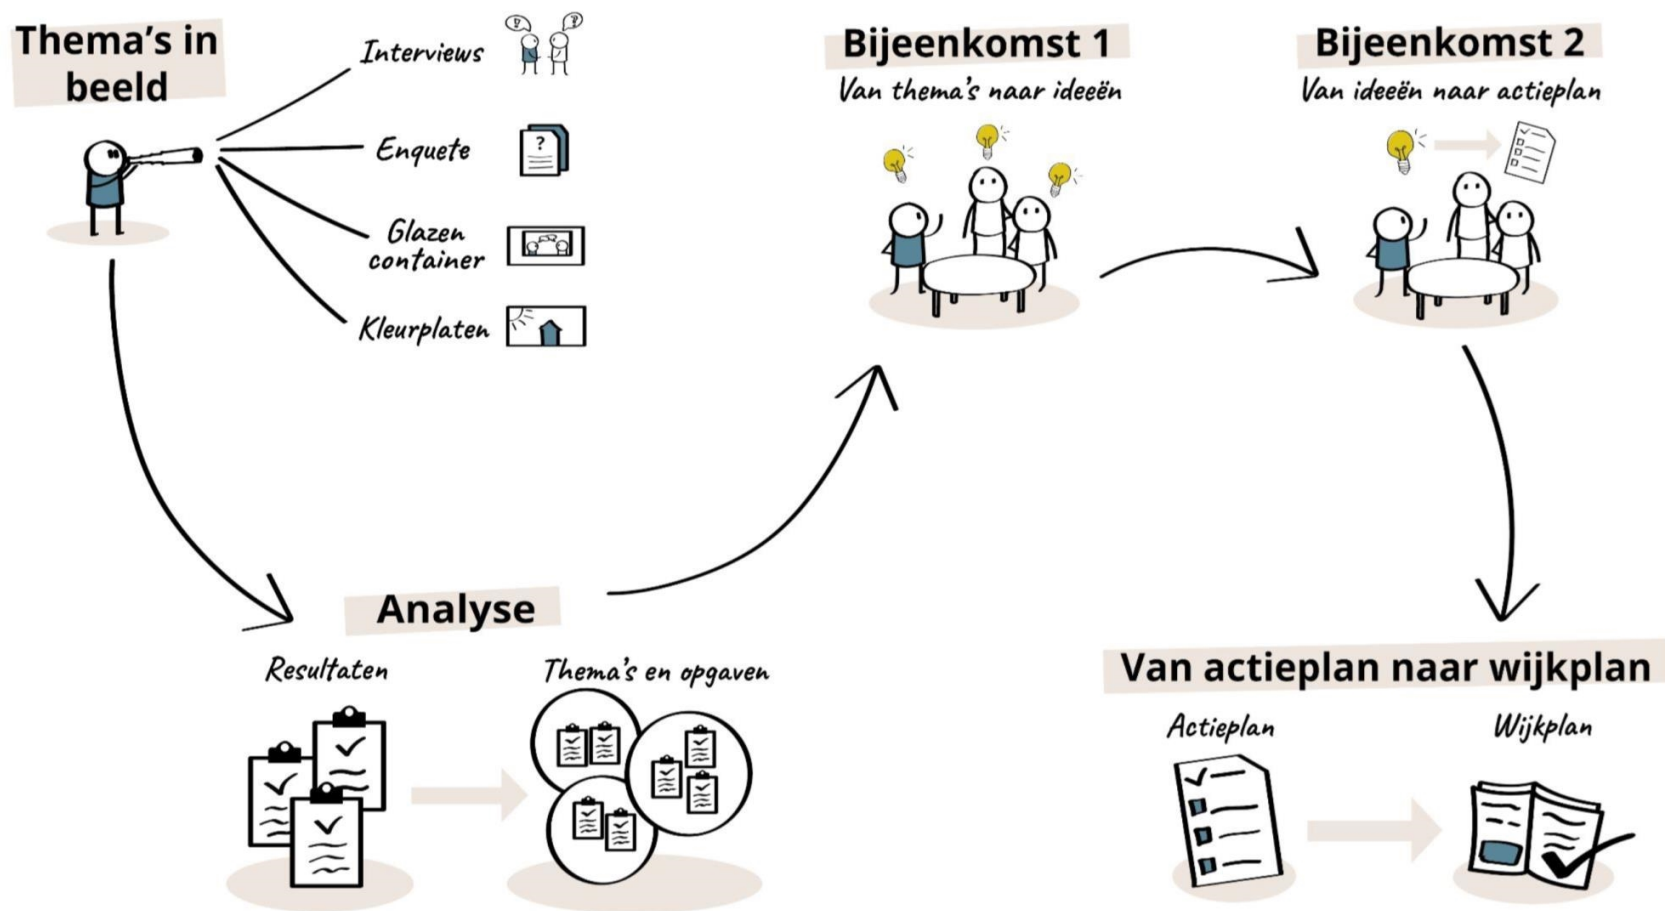 Thema's in
beeld
Interviews
Enquete
Glazen
container
Kleurplaten
Analyse
Resultaten
Thema's en opgaven
Bijeenkomst 1
Van thema's naar ideeën
Bijeenkomst 2
Van ideeën naar actieplan
Van actieplan naar wijkplan
Actieplan
Wijkplan